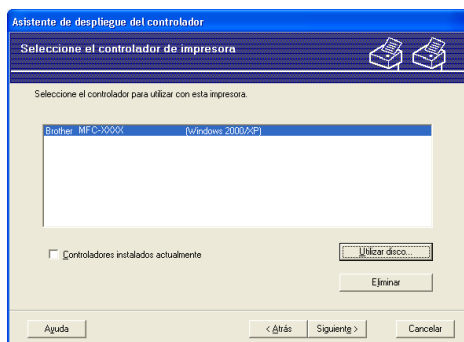 Asistente de despliegue del controlador
Seleccione el controlador de impresora
Seleccione el controlador para utilizar con esta impresora.
Brother MFC-XXXX (Windows 2000/XP)
Controladores instalados actualmente
Utilizar disco...
Eliminar
Ayuda
< Atrás
Siguiente >
Cancelar